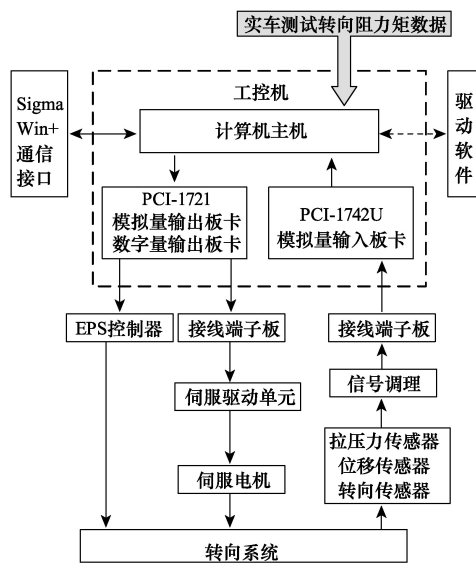 实车测试转向阻力矩数据
工控机
Sigma
Win+
通信
接口
计算机主机
驱
动
软
件
PCI-1721
模拟量输出板卡
数字量输出板卡
PCI-1742U
模拟量输入板卡
EPS控制器
接线端子板
接线端子板
伺服驱动单元
信号调理
拉压力传感器
位移传感器
转向传感器
伺服电机
转向系统